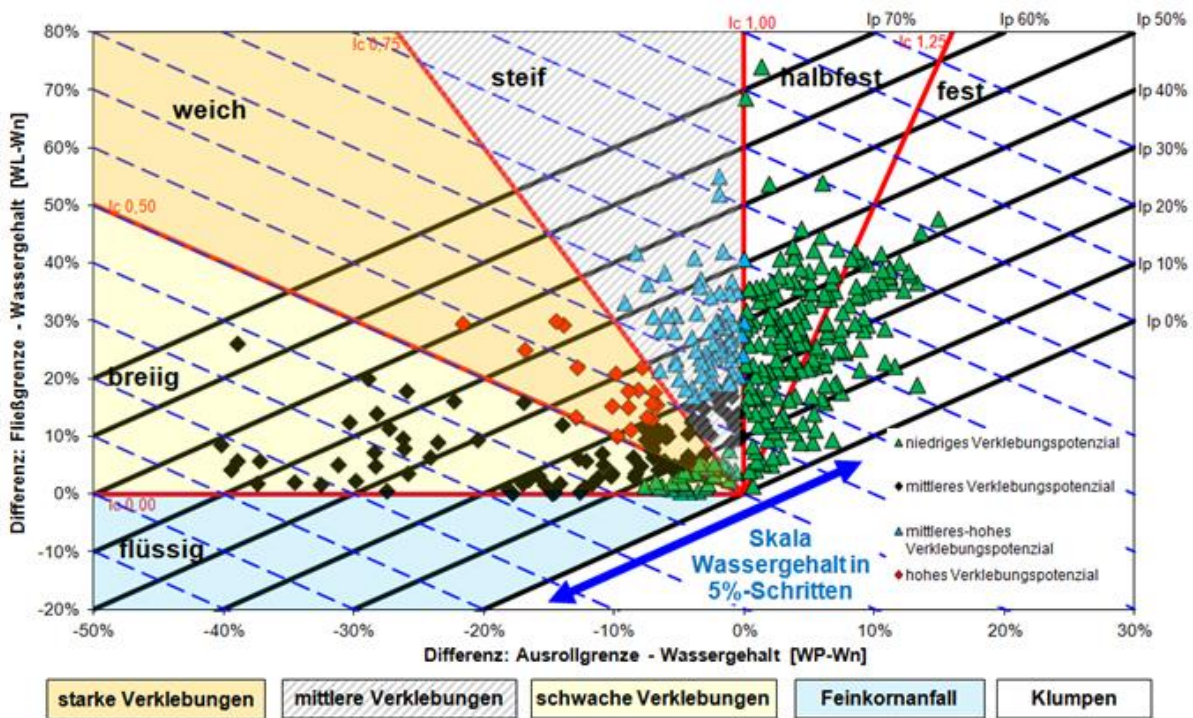 Ic 1,00
Ip 70%
Ip 60%
Ip 50%
80%
Ic 0,75
Ic 1,25
steif
halbfest
70%
weich
fest
Ip 40%
60%
Ip 30%
50%
Ic 0,50
Ip 20%
40%
Ip 10%
30%
Ip 0%
20%
breiig
10%
niedriges Verklebungspotenzial
0%
Ic 0,00
mittleres Verklebungspotenzial
-10%
flüssig
Skala
Wassergehalt in
5%-Schritten
mittleres-hohes
Verklebungspotenzial
hohes Verklebungspotenzial
-20%
-50%
-40%
-30%
-20%
-10%
0%
10%
20%
30%
Differenz: Fließgrenze - Wassergehalt [WL-Wn]
Differenz: Ausrollgrenze - Wassergehalt [WP-Wn]
starke Verklebungen
mittlere Verklebungen
schwache Verklebungen
Feinkornanfall
Klumpen